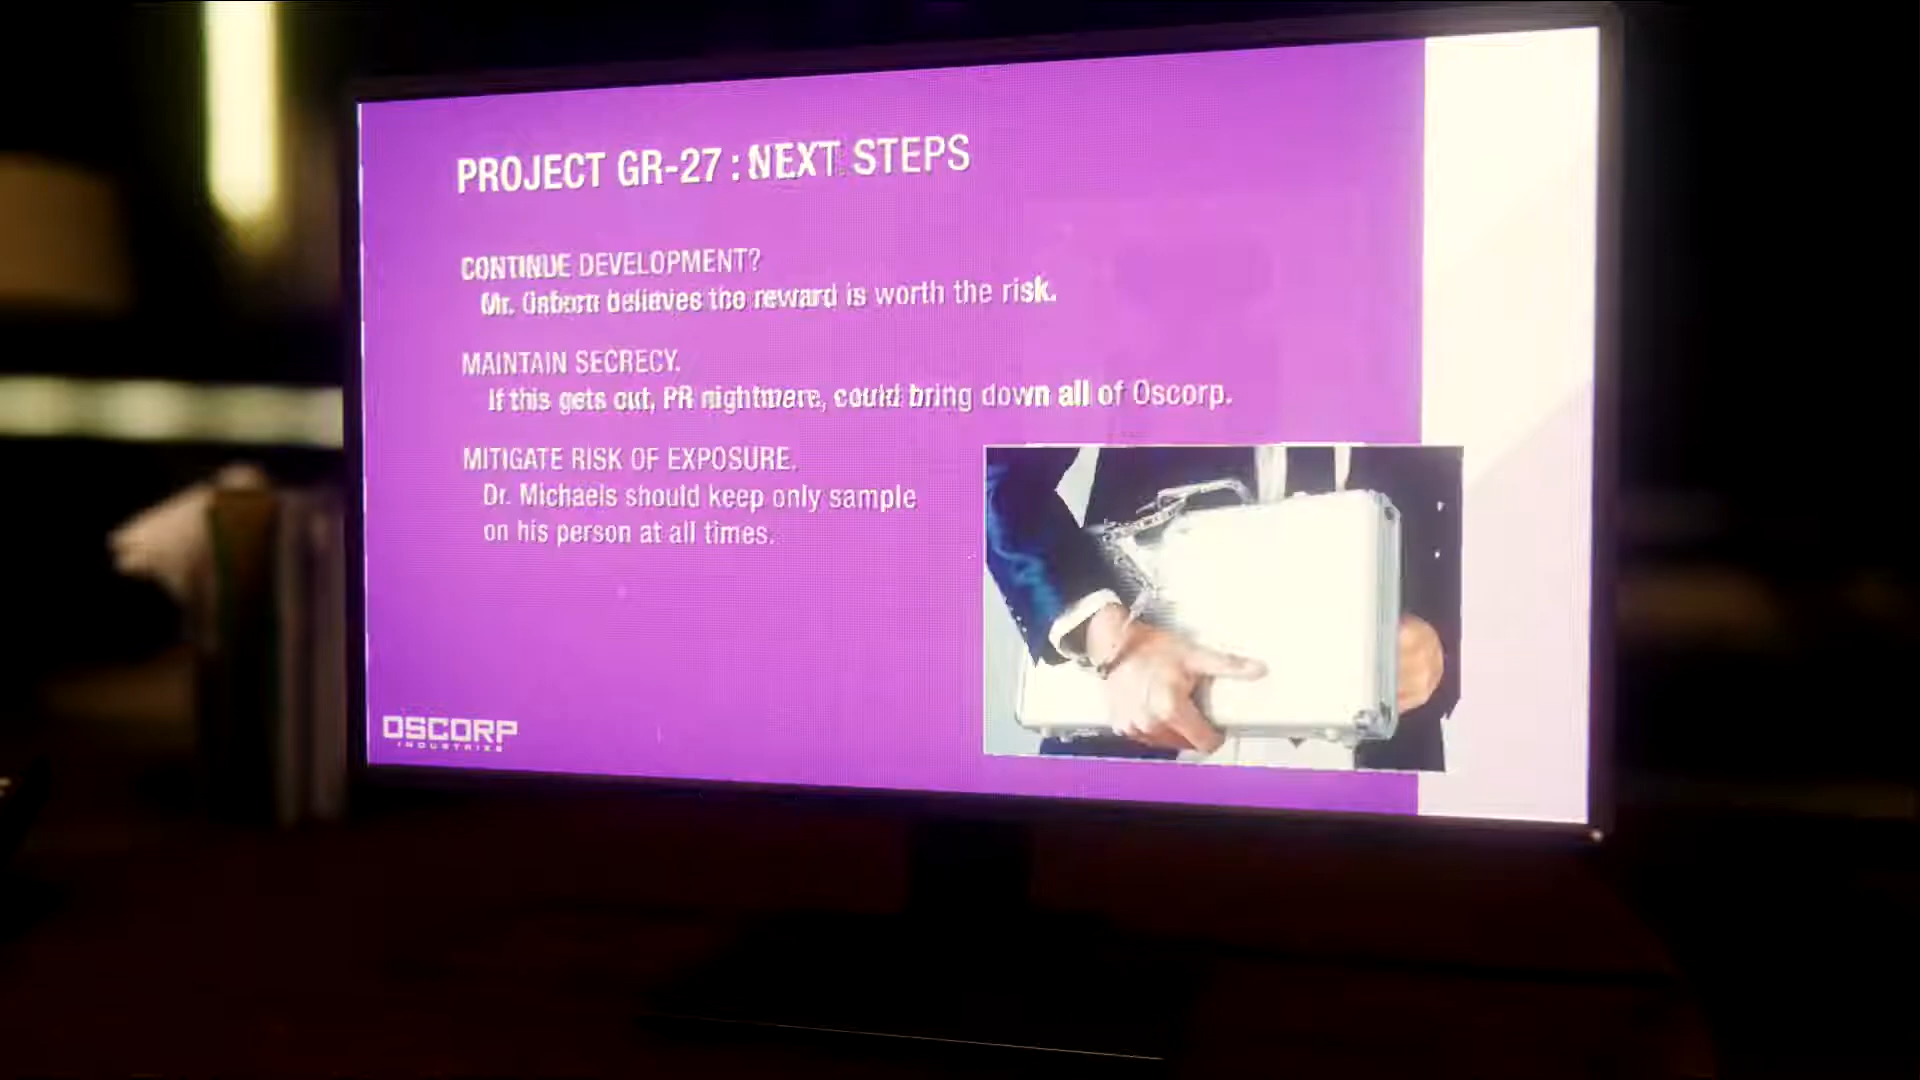 PROJECT GR-27 : NEXT STEPS
CONTINUE DEVELOPMENT?
Mr. Osborn believes the reward is worth the risk.
MAINTAIN SECRECY.
If this gets out, PR nightmare, could bring down all of Oscorp.
MITIGATE RISK OF EXPOSURE.
Dr. Michaels should keep only sample
on his person at all times.
OSCORP
INDUSTRIES